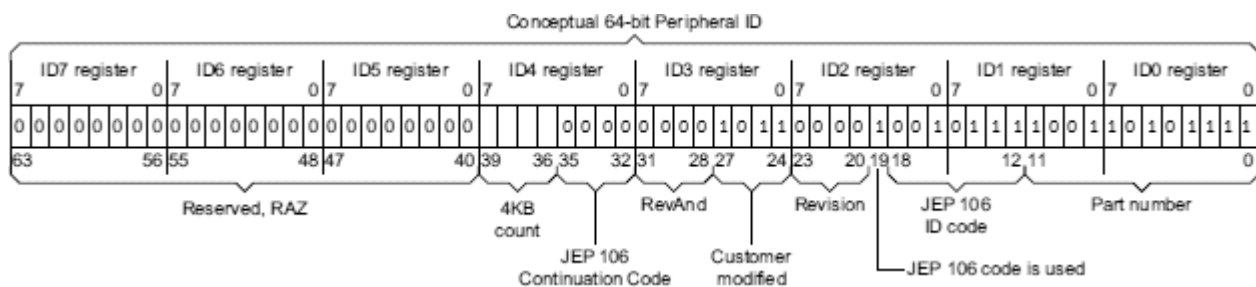 Conceptual 64-bit Peripheral ID
ID7 register ID6 register ID5 register ID4 register ID3 register ID2 register ID1 register ID0 register
7 0 7 0 7 0 7 0 7 0 7 0 7 0 7 0
0 0 0 0 0 0 0 0 0 0 0 0 0 0 0 0 0 0 0 0 0 0 0 0 0 0 0 0 0 0 0 0 1 0 1 1 0 0 0 0 1 0 0 1 0 1 1 1 1 0 0 1 1 0 1 0 1 1 1 1
63 56 55 48 47 40 39 36 35 32 31 28 27 24 23 20 19 18 12 11 0
Reserved, RAZ
4KB
count
JEP 106
Continuation Code
RevAnd
Customer
modified
Revision
JEP 106 code is used
JEP 106
ID code
Part number